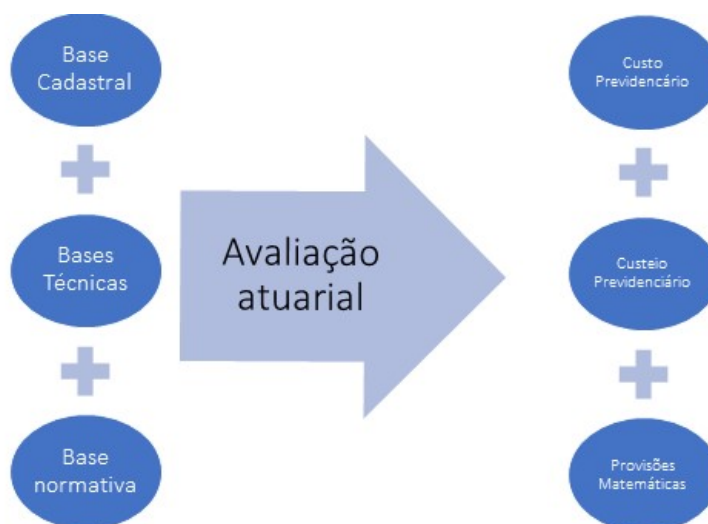 Base
Cadastral
Bases
Técnicas
Base
normativa
Avaliação
atuarial
Custo
Previdencário
Custeio
Previdenciário
Provisões
Matemáticas